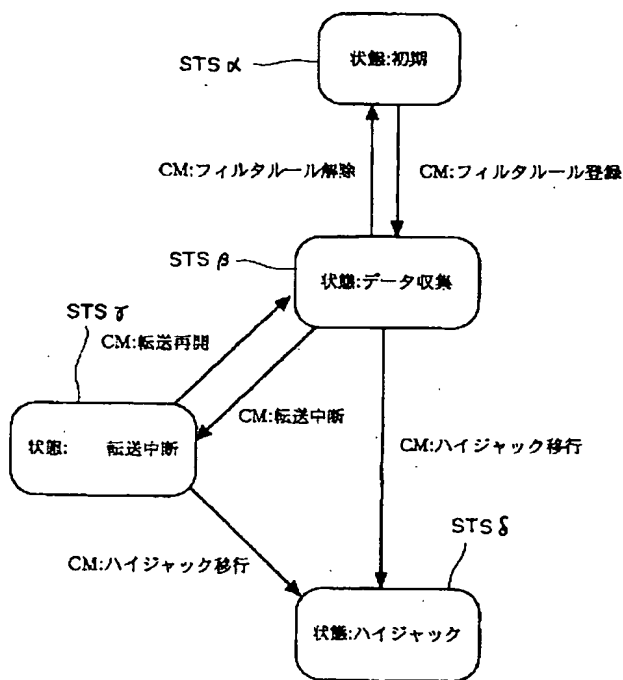 STS α
状態:初期
CM:フィルタルール解除
CM:フィルタルール登録
STS β
状態:データ収集
STS γ
CM:転送再開
CM:転送中断
状態: 転送中断
CM:ハイジャック移行
STS δ
CM:ハイジャック移行
状態:ハイジャック